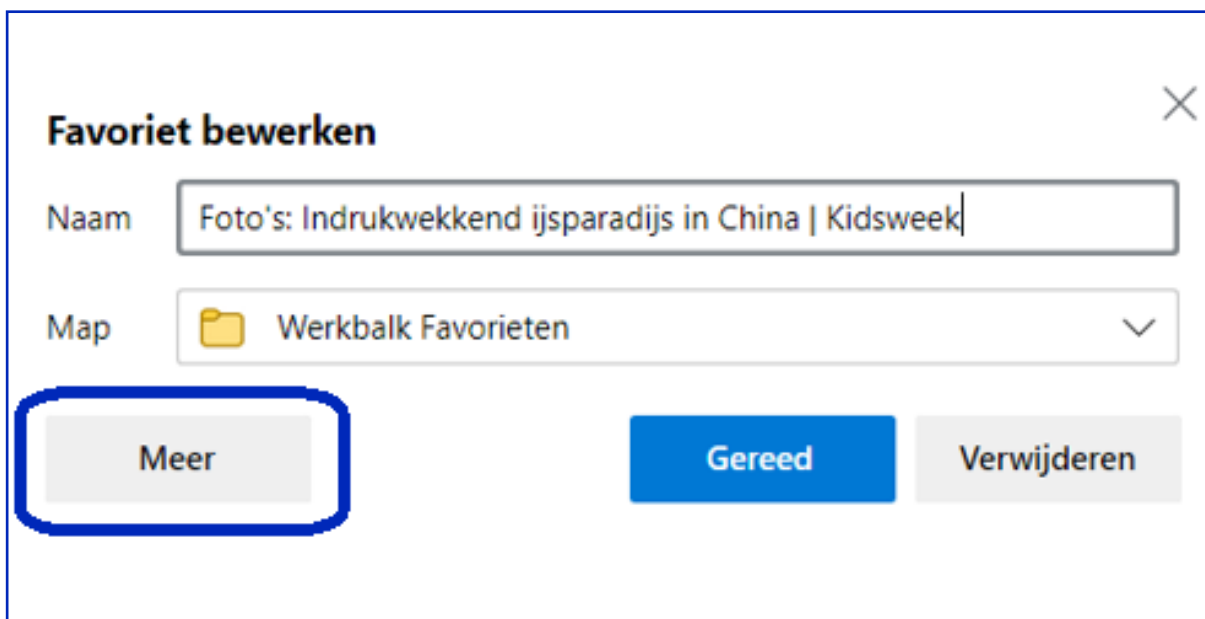 Favoriet bewerken
Naam Foto's: Indrukwekkend ijsparadijs in China | Kidsweek
Map Werkbalk Favorieten
Meer Gereed Verwijderen